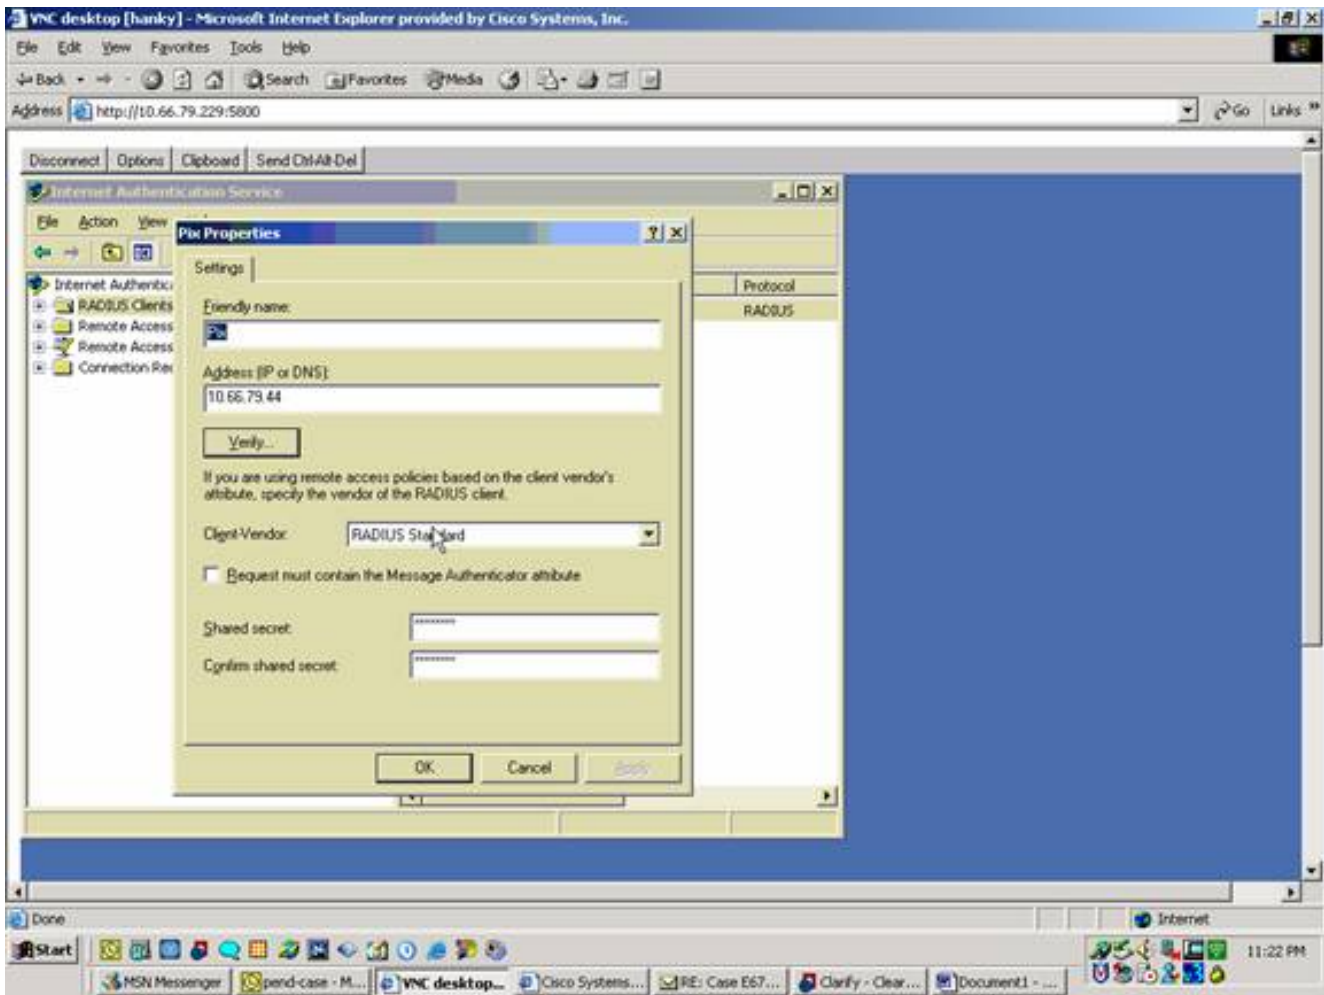 VNC desktop [hanky] - Microsoft Internet Explorer provided by Cisco Systems, Inc.
File Edit View Favorites Tools Help
Back Search Favorites Media
Address http://10.66.79.229:5800 Go Links »
Disconnect Options Clipboard Send Ctrl-Alt-Del
Internet Authentication Service
File Action View
Pix Properties
Settings
Internet Authentic
RADIUS Clients
Remote Access
Remote Access
Connection Re
Protocol
RADIUS
Friendly name:
Pix
Address (IP or DNS):
10.66.79.44
Verify...
If you are using remote access policies based on the client vendor's
attribute, specify the vendor of the RADIUS client.
Client-Vendor: RADIUS Standard
Request must contain the Message Authenticator attribute
Shared secret: ********
Confirm shared secret: ********
OK Cancel Apply
Done Internet
Start 11:22 PM
MSN Messenger pend-case - M... VNC desktop... Cisco Systems... RE: Case E67... Clarify - Clear... Document1 - ...